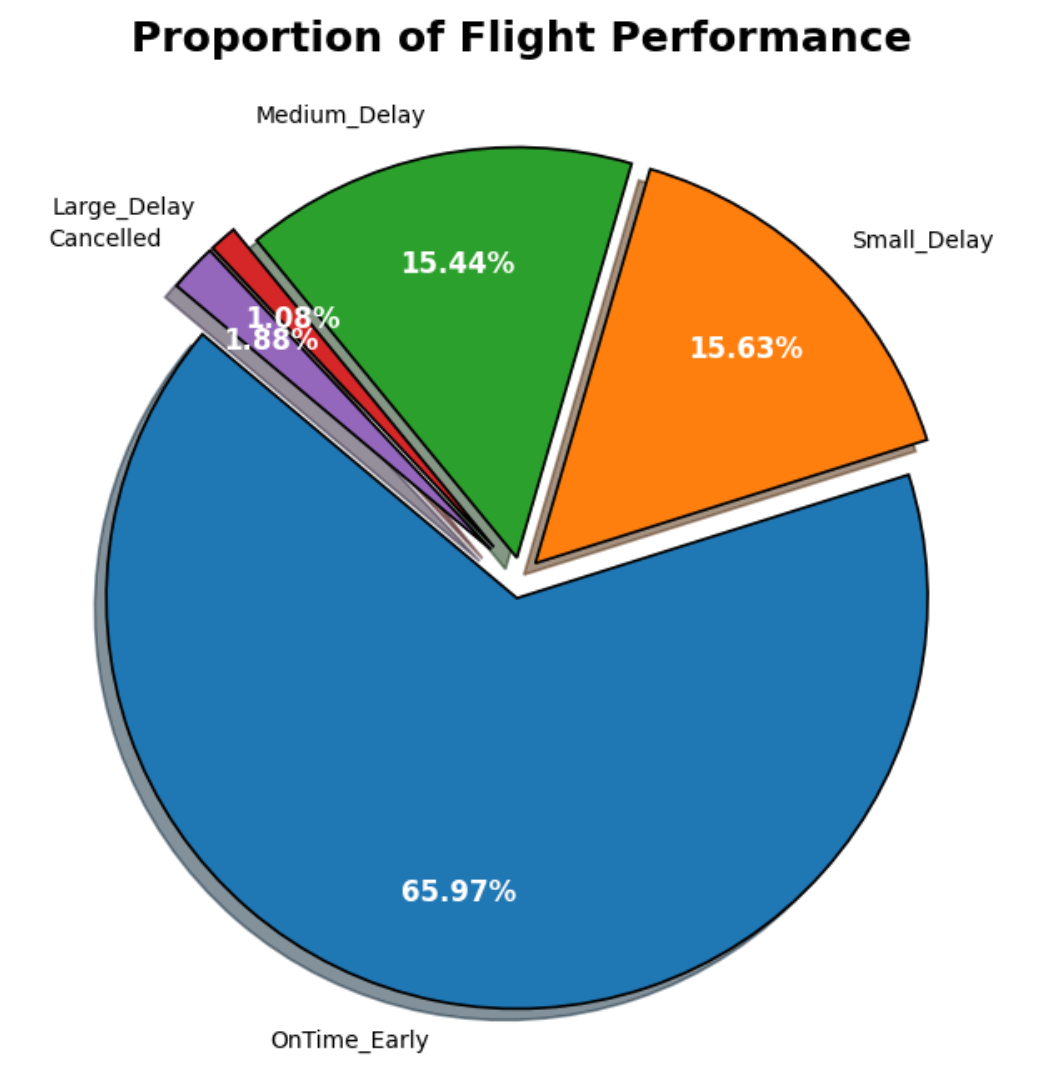 Proportion of Flight Performance
Medium_Delay
Large_Delay
Cancelled
Small_Delay
15.44%
1.08%
1.88%
15.63%
65.97%
OnTime_Early